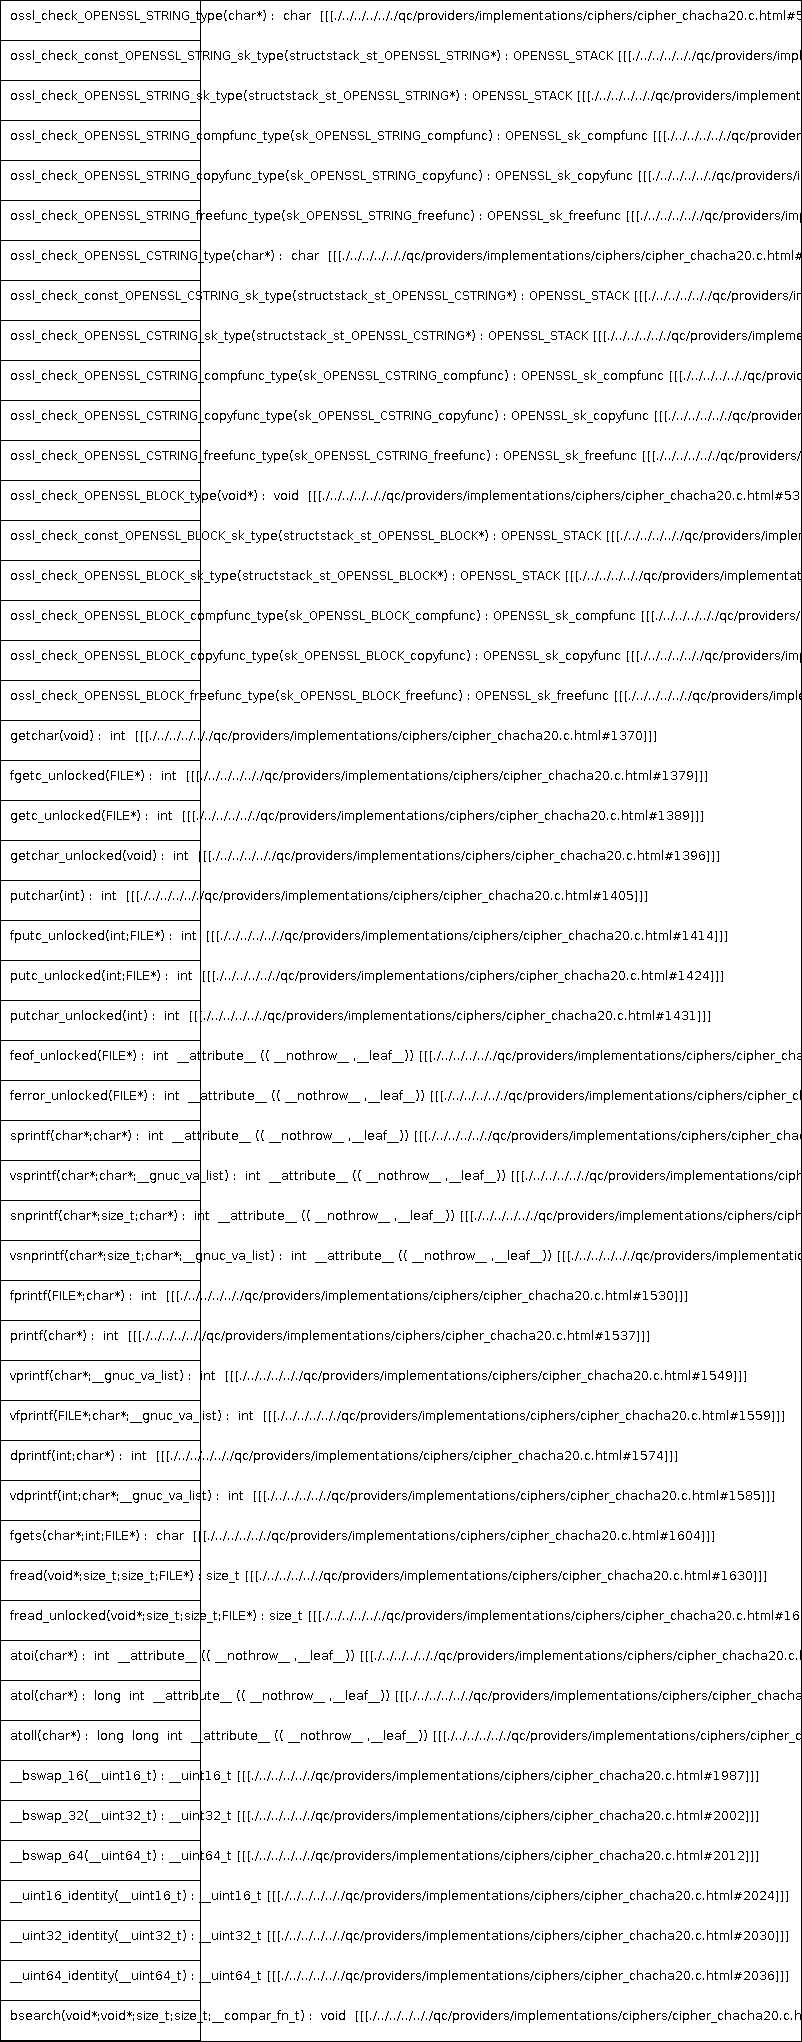 ossl_check_OPENSSL_STRING_type(char*) : char [[[./../../../../qc/providers/implementations/ciphers/cipher_chacha20.c.html#5
ossl_check_const_OPENSSL_STRING_sk_type(structstack_st_OPENSSL_STRING*) : OPENSSL_STACK [[[./../../../../qc/providers/impl
ossl_check_OPENSSL_STRING_sk_type(structstack_st_OPENSSL_STRING*) : OPENSSL_STACK [[[./../../../../qc/providers/implement
ossl_check_OPENSSL_STRING_compfunc_type(sk_OPENSSL_STRING_compfunc) : OPENSSL_sk_compfunc [[[./../../../../qc/provider
ossl_check_OPENSSL_STRING_copyfunc_type(sk_OPENSSL_STRING_copyfunc) : OPENSSL_sk_copyfunc [[[./../../../../qc/providers/i
ossl_check_OPENSSL_STRING_freefunc_type(sk_OPENSSL_STRING_freefunc) : OPENSSL_sk_freefunc [[[./../../../../qc/providers/imp
ossl_check_OPENSSL_CSTRING_type(char*) : char [[[./../../../../qc/providers/implementations/ciphers/cipher_chacha20.c.html#
ossl_check_const_OPENSSL_CSTRING_sk_type(structstack_st_OPENSSL_CSTRING*) : OPENSSL_STACK [[[./../../../../qc/providers/in
ossl_check_OPENSSL_CSTRING_sk_type(structstack_st_OPENSSL_CSTRING*) : OPENSSL_STACK [[[./../../../../qc/providers/impleme
ossl_check_OPENSSL_CSTRING_compfunc_type(sk_OPENSSL_CSTRING_compfunc) : OPENSSL_sk_compfunc [[[./../../../../qc/provid
ossl_check_OPENSSL_CSTRING_copyfunc_type(sk_OPENSSL_CSTRING_copyfunc) : OPENSSL_sk_copyfunc [[[./../../../../qc/provider
ossl_check_OPENSSL_CSTRING_freefunc_type(sk_OPENSSL_CSTRING_freefunc) : OPENSSL_sk_freefunc [[[./../../../../qc/providers/
ossl_check_OPENSSL_BLOCK_type(void*) : void [[[./../../../../qc/providers/implementations/ciphers/cipher_chacha20.c.html#53
ossl_check_const_OPENSSL_BLOCK_sk_type(structstack_st_OPENSSL_BLOCK*) : OPENSSL_STACK [[[./../../../../qc/providers/implen
ossl_check_OPENSSL_BLOCK_sk_type(structstack_st_OPENSSL_BLOCK*) : OPENSSL_STACK [[[./../../../../qc/providers/implementat
ossl_check_OPENSSL_BLOCK_compfunc_type(sk_OPENSSL_BLOCK_compfunc) : OPENSSL_sk_compfunc [[[./../../../../qc/providers/
ossl_check_OPENSSL_BLOCK_copyfunc_type(sk_OPENSSL_BLOCK_copyfunc) : OPENSSL_sk_copyfunc [[[./../../../../qc/providers/imp
ossl_check_OPENSSL_BLOCK_freefunc_type(sk_OPENSSL_BLOCK_freefunc) : OPENSSL_sk_freefunc [[[./../../../../qc/providers/imple
getchar(void) : int [[[./../../../../qc/providers/implementations/ciphers/cipher_chacha20.c.html#1370]]]
fgetc_unlocked(FILE*) : int [[[./../../../../qc/providers/implementations/ciphers/cipher_chacha20.c.html#1379]]]
getc_unlocked(FILE*) : int [[[./../../../../qc/providers/implementations/ciphers/cipher_chacha20.c.html#1389]]]
getchar_unlocked(void) : int [[[./../../../../qc/providers/implementations/ciphers/cipher_chacha20.c.html#1396]]]
putchar(int) : int [[[./../../../../qc/providers/implementations/ciphers/cipher_chacha20.c.html#1405]]]
fputc_unlocked(int;FILE*) : int [[[./../../../../qc/providers/implementations/ciphers/cipher_chacha20.c.html#1414]]]
putc_unlocked(int;FILE*) : int [[[./../../../../qc/providers/implementations/ciphers/cipher_chacha20.c.html#1424]]]
putchar_unlocked(int) : int [[[./../../../../qc/providers/implementations/ciphers/cipher_chacha20.c.html#1431]]]
feof_unlocked(FILE*) : int __attribute__ (( __nothrow__ ,__leaf__)) [[[./../../../../qc/providers/implementations/ciphers/cipher_cha
ferror_unlocked(FILE*) : int __attribute__ (( __nothrow__ ,__leaf__)) [[[./../../../../qc/providers/implementations/ciphers/cipher_cl
sprintf(char*;char*) : int __attribute__ (( __nothrow__ ,__leaf__)) [[[./../../../../qc/providers/implementations/ciphers/cipher_chac
vsprintf(char*;char*;__gnuc_va_list) : int __attribute__ (( __nothrow__ ,__leaf__)) [[[./../../../../qc/providers/implementations/ciph
snprintf(char*;size_t;char*) : int __attribute__ (( __nothrow__ ,__leaf__)) [[[./../../../../qc/providers/implementations/ciphers/ciph
vsnprintf(char*;size_t;char*;__gnuc_va_list) : int __attribute__ (( __nothrow__ ,__leaf__)) [[[./../../../../qc/providers/implementatio
fprintf(FILE*;char*) : int [[[./../../../../qc/providers/implementations/ciphers/cipher_chacha20.c.html#1530]]]
printf(char*) : int [[[./../../../../qc/providers/implementations/ciphers/cipher_chacha20.c.html#1537]]]
vprintf(char*;__gnuc_va_list) : int [[[./../../../../qc/providers/implementations/ciphers/cipher_chacha20.c.html#1549]]]
vfprintf(FILE*;char*;__gnuc_va_list) : int [[[./../../../../qc/providers/implementations/ciphers/cipher_chacha20.c.html#1559]]]
dprintf(int;char*) : int [[[./../../../../qc/providers/implementations/ciphers/cipher_chacha20.c.html#1574]]]
vdprintf(int;char*;__gnuc_va_list) : int [[[./../../../../qc/providers/implementations/ciphers/cipher_chacha20.c.html#1585]]]
fgets(char*;int;FILE*) : char [[[./../../../../qc/providers/implementations/ciphers/cipher_chacha20.c.html#1604]]]
fread(void*;size_t;size_t;FILE*) : size_t [[[./../../../../qc/providers/implementations/ciphers/cipher_chacha20.c.html#1630]]]
fread_unlocked(void*;size_t;size_t;FILE*) : size_t [[[./../../../../qc/providers/implementations/ciphers/cipher_chacha20.c.html#16
atoi(char*) : int __attribute__ (( __nothrow__ ,__leaf__)) [[[./../../../../qc/providers/implementations/ciphers/cipher_chacha20.c.l
atol(char*) : long int __attribute__ (( __nothrow__ ,__leaf__)) [[[./../../../../qc/providers/implementations/ciphers/cipher_chacha
atoll(char*) : long long int __attribute__ (( __nothrow__ ,__leaf__)) [[[./../../../../qc/providers/implementations/ciphers/cipher_c
__bswap_16(__uint16_t) : __uint16_t [[[./../../../../qc/providers/implementations/ciphers/cipher_chacha20.c.html#1987]]]
__bswap_32(__uint32_t) : __uint32_t [[[./../../../../qc/providers/implementations/ciphers/cipher_chacha20.c.html#2002]]]
__bswap_64(__uint64_t) : __uint64_t [[[./../../../../qc/providers/implementations/ciphers/cipher_chacha20.c.html#2012]]]
__uint16_identity(__uint16_t) : __uint16_t [[[./../../../../qc/providers/implementations/ciphers/cipher_chacha20.c.html#2024]]]
__uint32_identity(__uint32_t) : __uint32_t [[[./../../../../qc/providers/implementations/ciphers/cipher_chacha20.c.html#2030]]]
__uint64_identity(__uint64_t) : __uint64_t [[[./../../../../qc/providers/implementations/ciphers/cipher_chacha20.c.html#2036]]]
bsearch(void*;void*;size_t;size_t;__compar_fn_t) : void [[[./../../../../qc/providers/implementations/ciphers/cipher_chacha20.c.h